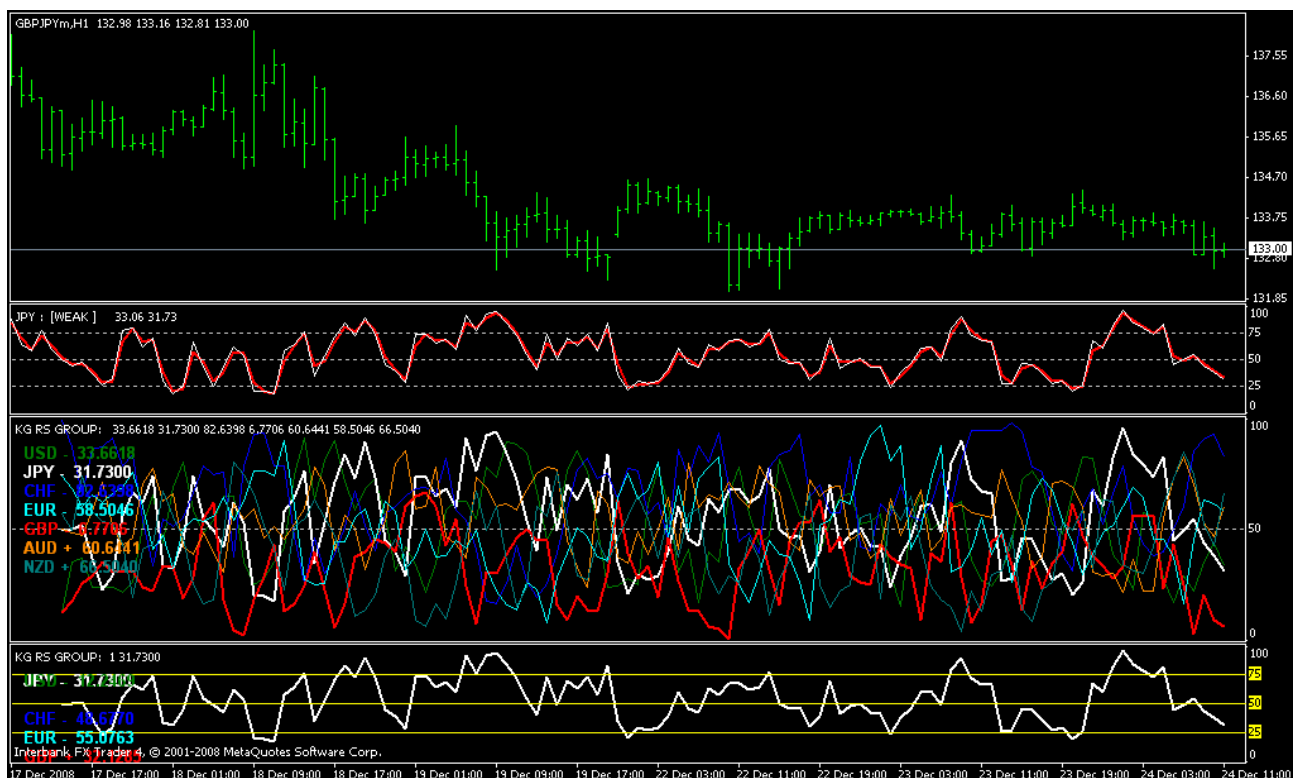 GBPJPYm,H1 132.98 133.16 132.81 133.00
137.55
136.60
135.65
134.70
133.75
133.00
132.80
131.85
JPY : [WEAK ] 33.06 31.73
100
75
50
25
0
KG RS GROUP: 33.6618 31.7300 82.6398 6.7706 60.6441 58.5046 66.5040
100
USD - 33.6618
JPY - 31.7300
CHF -
EUR - 58.5046
50
GBP - 6.7706
AUD + 60.6441
NZD + 66.5040
0
KG RS GROUP: 1 31.7300
100
JPY - 31.7300
USD -
75
50
CHF - 48.6770
EUR - 55.0763
25
Interbank FX Trader 4, © 2001-2008 MetaQuotes Software Corp.
GBP +
0
17 Dec 2008 17 Dec 17:00 18 Dec 01:00 18 Dec 09:00 18 Dec 17:00 19 Dec 01:00 19 Dec 09:00 19 Dec 17:00 22 Dec 03:00 22 Dec 11:00 22 Dec 19:00 23 Dec 03:00 23 Dec 11:00 23 Dec 19:00 24 Dec 03:00 24 Dec 11:00